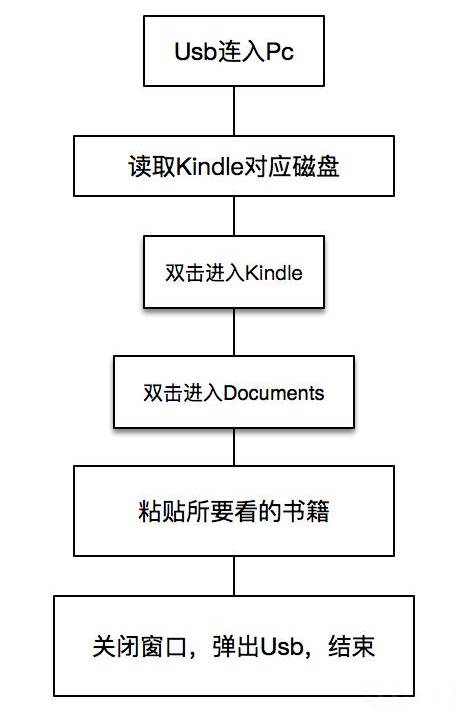 Usb连入Pc
读取Kindle对应磁盘
双击进入Kindle
双击进入Documents
粘贴所要看的书籍
关闭窗口，弹出Usb，结束